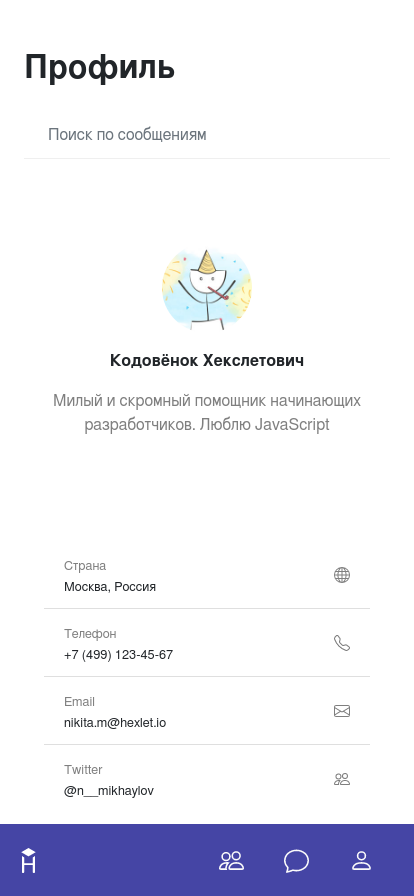 Профиль
Поиск по сообщениям
Кодовёнок Хекслетович
Милый и скромный помощник начинающих
разработчиков. Люблю JavaScript
Страна
Москва, Россия
Телефон
+7 (499) 123-45-67
Email
nikita.m@hexlet.io
Twitter
@n__mikhaylov